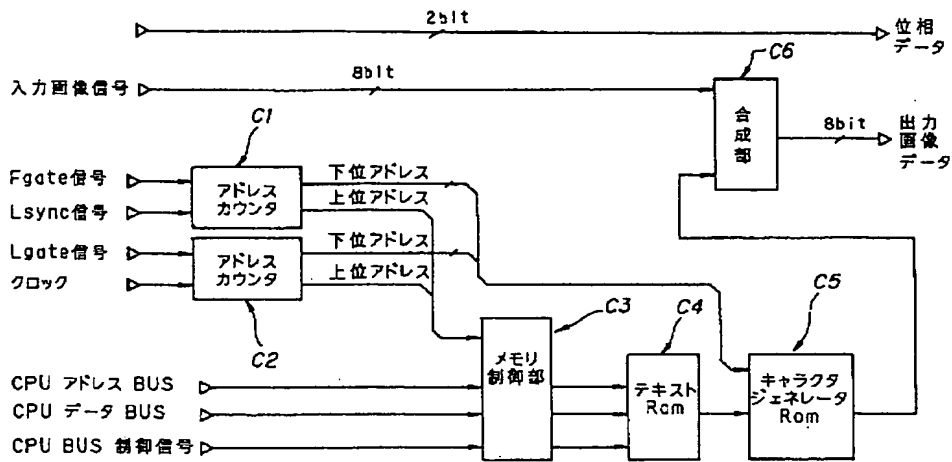 2bit
位相
データ
入力画像信号
8bit
C6
合成部
8bit
出力
画像
データ
C1
Fgate信号
Lsync信号
アドレス
カウンタ
下位アドレス
上位アドレス
Lgate信号
クロック
アドレス
カウンタ
下位アドレス
上位アドレス
C2
C3
メモリ
制御部
C4
テキスト
Ram
C5
キャラクタ
ジェネレータ
Rom
CPU アドレス BUS
CPU データ BUS
CPU BUS 制御信号